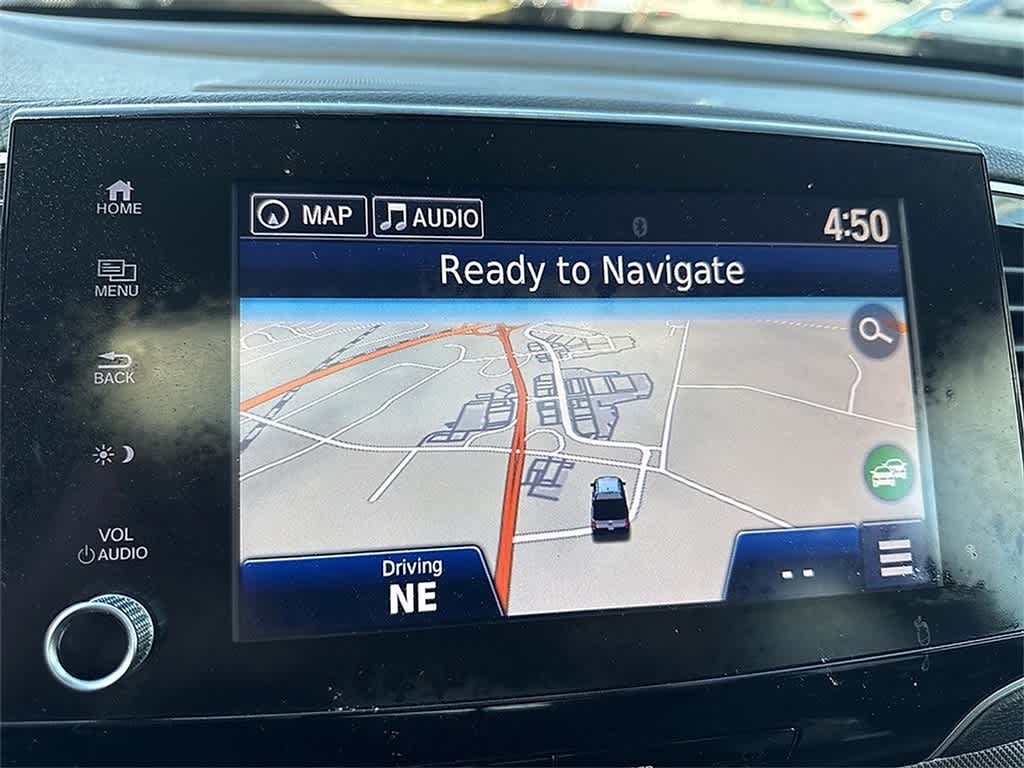 HOME
MENU
BACK
VOL
AUDIO
MAP
AUDIO
4:50
Ready to Navigate
Driving
NE
--